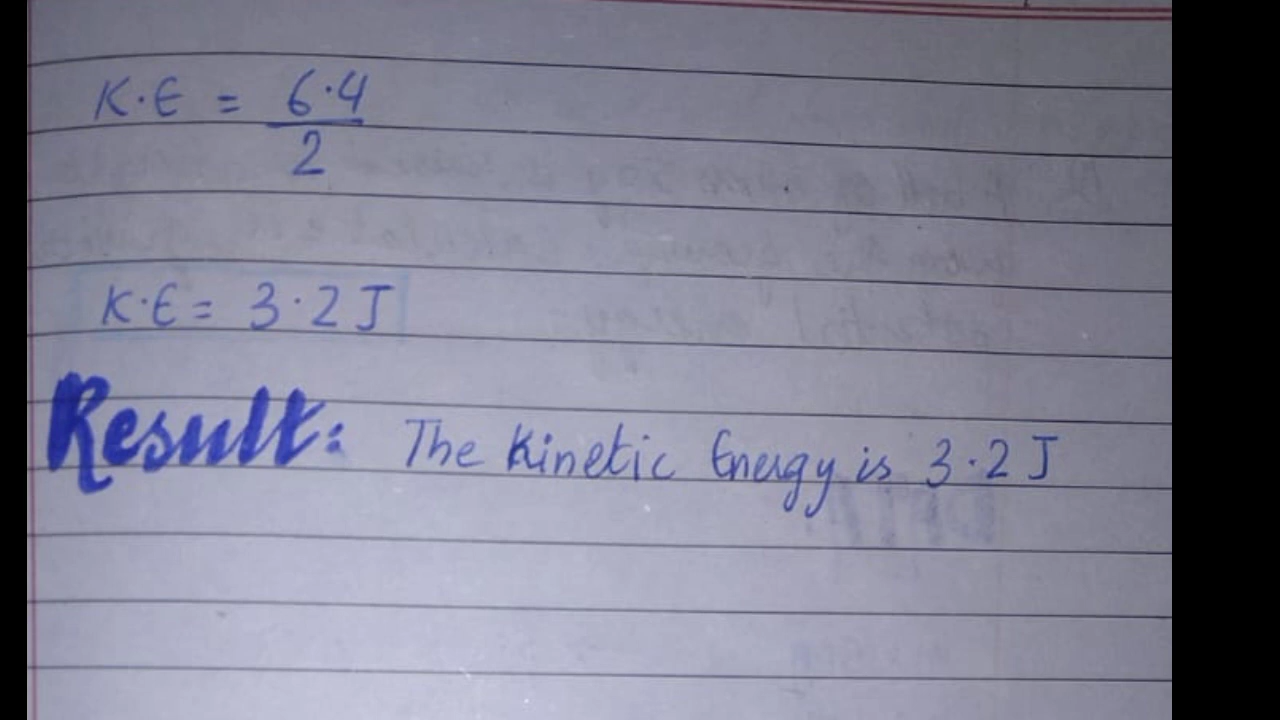 K.E = 6.4
2
K.E = 3.2 J
Result: The Kinetic Energy is 3.2 J